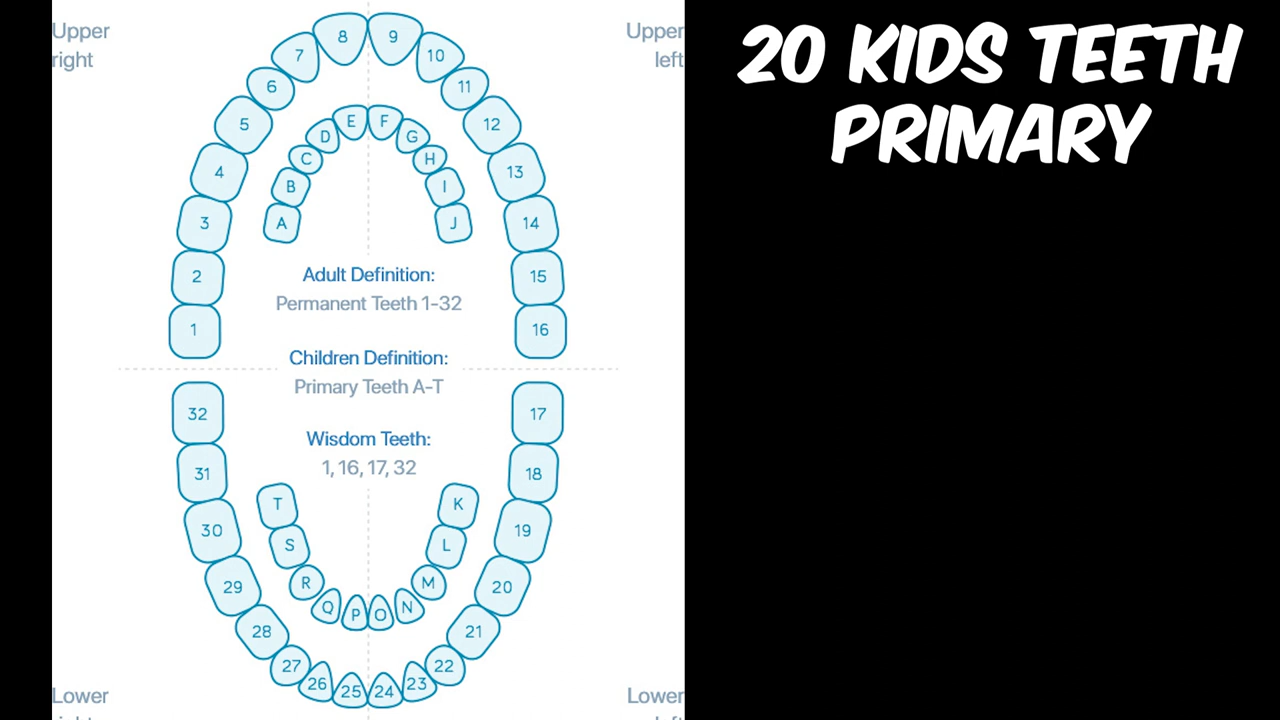 Upper
right
Upper
left
20 KIDS TEETH
PRIMARY
8 9
7 10
6 11
5 12
4 13
3 14
2 15
1 16
E F
D G
C H
B I
A J
Adult Definition:
Permanent Teeth 1-32
Children Definition:
Primary Teeth A-T
Wisdom Teeth:
1, 16, 17, 32
32 17
31 18
30 19
29 20
28 21
27 22
26 23
25 24
T K
S L
R M
Q N
P O
Lower
right
Lower
left